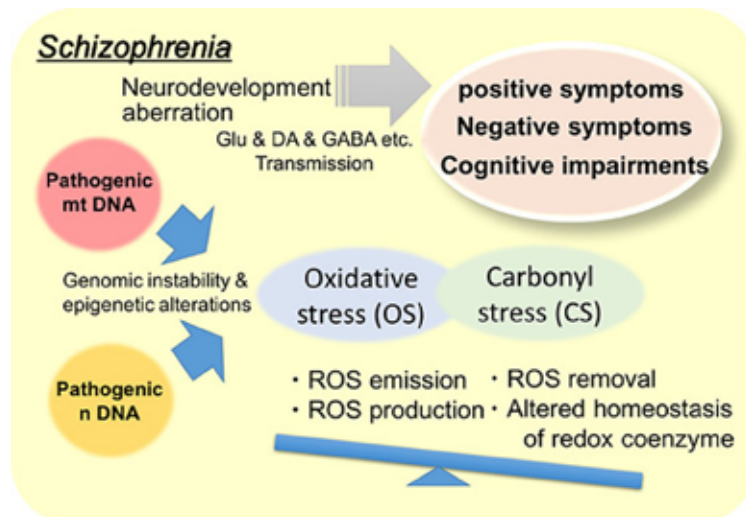 Schizophrenia
Neurodevelopment
aberration
Glu & DA & GABA etc.
Transmission
positive symptoms
Negative symptoms
Cognitive impairments
Pathogenic
mt DNA
Genomic instability &
epigenetic alterations
Pathogenic
n DNA
Oxidative
stress (OS)
Carbonyl
stress (CS)
・ROS emission
・ROS production
・ROS removal
・Altered homeostasis
of redox coenzyme